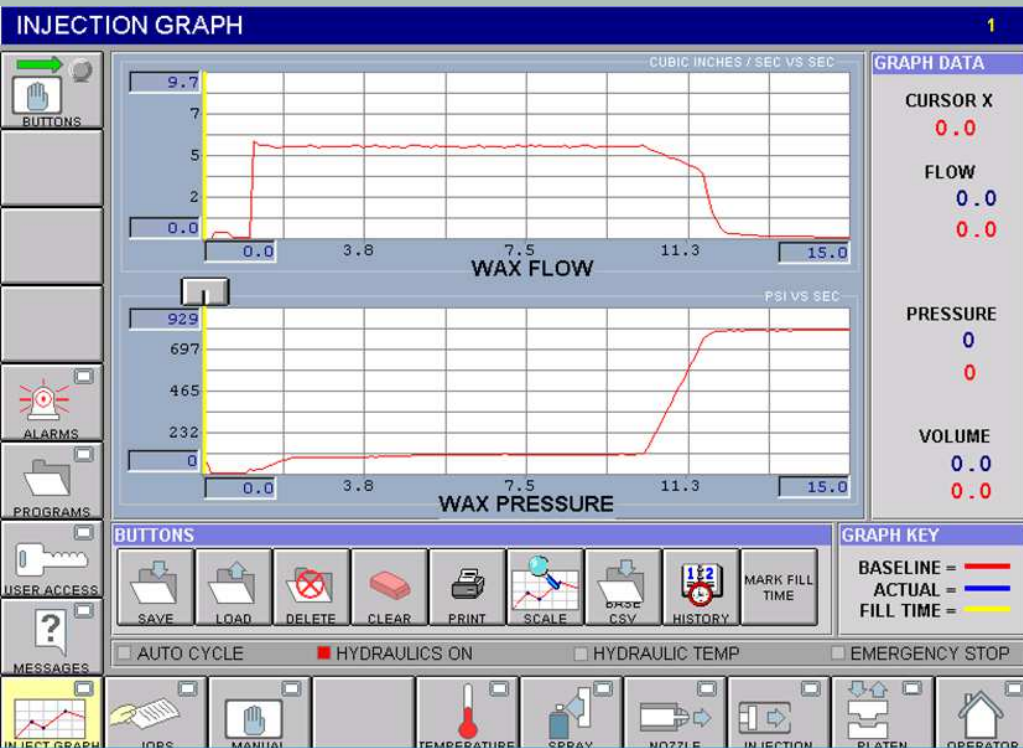 INJECTION GRAPH
1
BUTTONS
ALARMS
PROGRAMS
USER ACCESS
MESSAGES
CUBIC INCHES / SEC VS SEC
9.7
7
5
2
0.0
0.0 3.8 7.5 11.3 15.0
WAX FLOW
PSI VS SEC
929
697
465
232
0
0.0 3.8 7.5 11.3 15.0
WAX PRESSURE
GRAPH DATA
CURSOR X
0.0
FLOW
0.0
0.0
PRESSURE
0
0
VOLUME
0.0
0.0
BUTTONS
SAVE LOAD DELETE CLEAR PRINT SCALE
BASE
CSV
1 2
HISTORY
MARK FILL
TIME
GRAPH KEY
BASELINE =
ACTUAL =
FILL TIME =
AUTO CYCLE HYDRAULICS ON HYDRAULIC TEMP EMERGENCY STOP
INJECT GRAPH JOBS MANUAL TEMPERATURE SPRAY NOZZLE INJECTION PLATEN OPERATOR